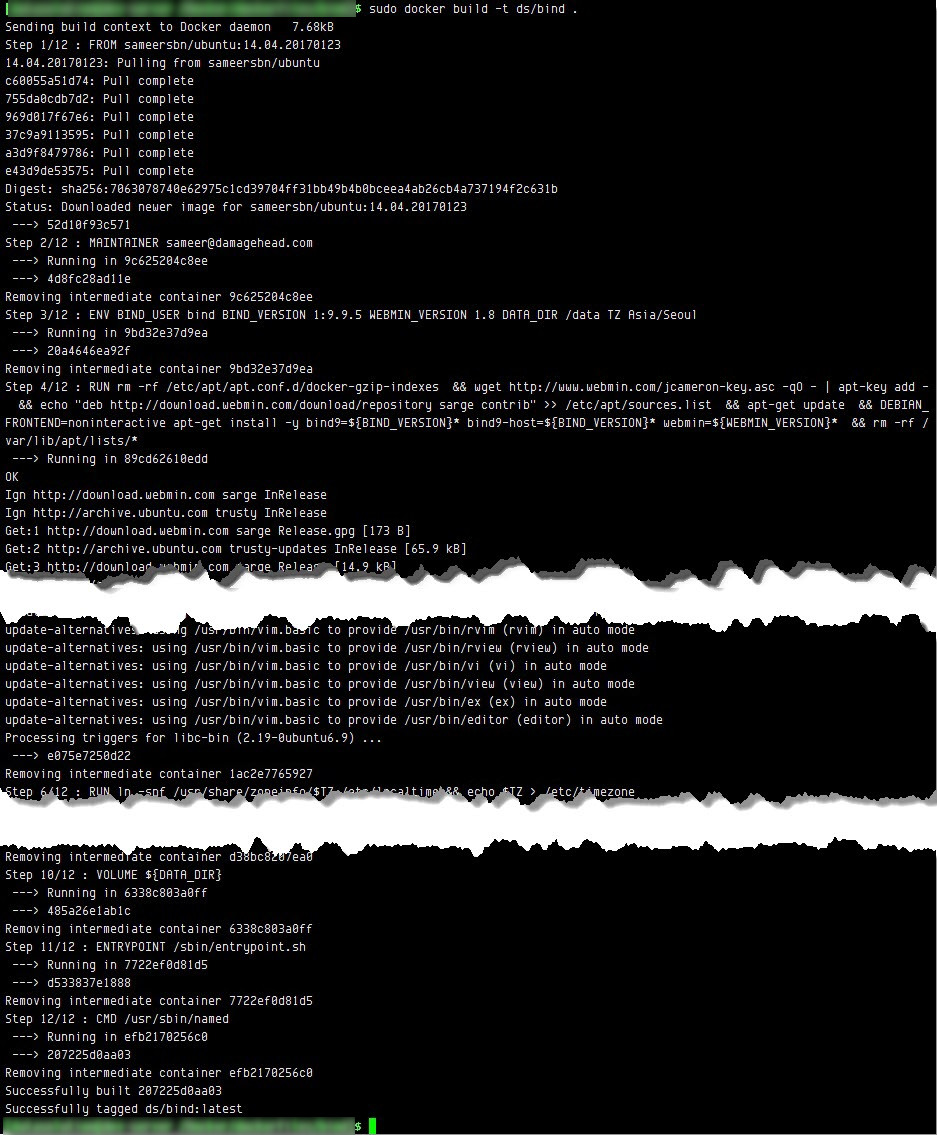 $ sudo docker build -t ds/bind .
Sending build context to Docker daemon   7.68kB
Step 1/12 : FROM sameersbn/ubuntu:14.04.20170123
14.04.20170123: Pulling from sameersbn/ubuntu
c60055a51d74: Pull complete
755da0cdb7d2: Pull complete
969d017f67e6: Pull complete
37c9a9113595: Pull complete
a3d9f8479786: Pull complete
e43d9de53575: Pull complete
Digest: sha256:7063078740e62975c1cd39704ff31bb49b4b0bceea4ab26cb4a737194f2c631b
Status: Downloaded newer image for sameersbn/ubuntu:14.04.20170123
 ---> 52d10f93c571
Step 2/12 : MAINTAINER sameer@damagehead.com
 ---> Running in 9c625204c8ee
 ---> 4d8fc28ad11e
Removing intermediate container 9c625204c8ee
Step 3/12 : ENV BIND_USER bind BIND_VERSION 1:9.9.5 WEBMIN_VERSION 1.8 DATA_DIR /data TZ Asia/Seoul
 ---> Running in 9bd32e37d9ea
 ---> 20a4646ea92f
Removing intermediate container 9bd32e37d9ea
Step 4/12 : RUN rm -rf /etc/apt/apt.conf.d/docker-gzip-indexes  && wget http://www.webmin.com/jcameron-key.asc -qO - | apt-key add -
  && echo "deb http://download.webmin.com/download/repository sarge contrib" >> /etc/apt/sources.list  && apt-get update  && DEBIAN_
FRONTEND=noninteractive apt-get install -y bind9=${BIND_VERSION}* bind9-host=${BIND_VERSION}* webmin=${WEBMIN_VERSION}*  && rm -rf /
var/lib/apt/lists/*
 ---> Running in 89cd62610edd
OK
Ign http://download.webmin.com sarge InRelease
Ign http://archive.ubuntu.com trusty InRelease
Get:1 http://download.webmin.com sarge Release.gpg [173 B]
Get:2 http://archive.ubuntu.com trusty-updates InRelease [65.9 kB]
Get:3 http://download.webmin.com sarge Release [14.9 kB]
update-alternatives: using /usr/bin/vim.basic to provide /usr/bin/rvim (rvim) in auto mode
update-alternatives: using /usr/bin/vim.basic to provide /usr/bin/rview (rview) in auto mode
update-alternatives: using /usr/bin/vim.basic to provide /usr/bin/vi (vi) in auto mode
update-alternatives: using /usr/bin/vim.basic to provide /usr/bin/view (view) in auto mode
update-alternatives: using /usr/bin/vim.basic to provide /usr/bin/ex (ex) in auto mode
update-alternatives: using /usr/bin/vim.basic to provide /usr/bin/editor (editor) in auto mode
Processing triggers for libc-bin (2.19-0ubuntu6.9) ...
 ---> e075e7250d22
Removing intermediate container 1ac2e7765927
Step 6/12 : RUN ln -snf /usr/share/zoneinfo/$TZ /etc/localtime && echo $TZ > /etc/timezone
Removing intermediate container d38bc8207ea0
Step 10/12 : VOLUME ${DATA_DIR}
 ---> Running in 6338c803a0ff
 ---> 485a26e1ab1c
Removing intermediate container 6338c803a0ff
Step 11/12 : ENTRYPOINT /sbin/entrypoint.sh
 ---> Running in 7722ef0d81d5
 ---> d533837e1888
Removing intermediate container 7722ef0d81d5
Step 12/12 : CMD /usr/sbin/named
 ---> Running in efb2170256c0
 ---> 207225d0aa03
Removing intermediate container efb2170256c0
Successfully built 207225d0aa03
Successfully tagged ds/bind:latest
$